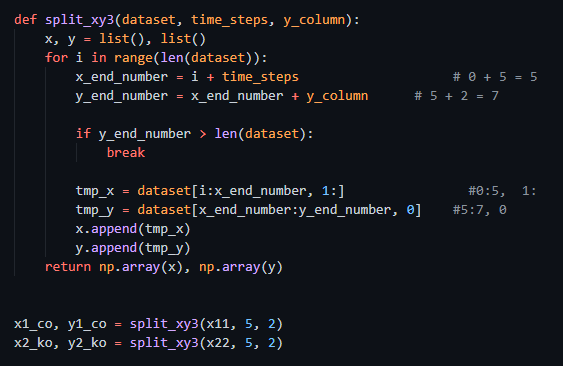 def split_xy3(dataset, time_steps, y_column):
    x, y = list(), list()
    for i in range(len(dataset)):
        x_end_number = i + time_steps                    # 0 + 5 = 5
        y_end_number = x_end_number + y_column      # 5 + 2 = 7

        if y_end_number > len(dataset):
            break

        tmp_x = dataset[i:x_end_number, 1:]                #0:5,  1:
        tmp_y = dataset[x_end_number:y_end_number, 0]    #5:7, 0
        x.append(tmp_x)
        y.append(tmp_y)
    return np.array(x), np.array(y)


x1_co, y1_co = split_xy3(x11, 5, 2)
x2_ko, y2_ko = split_xy3(x22, 5, 2)